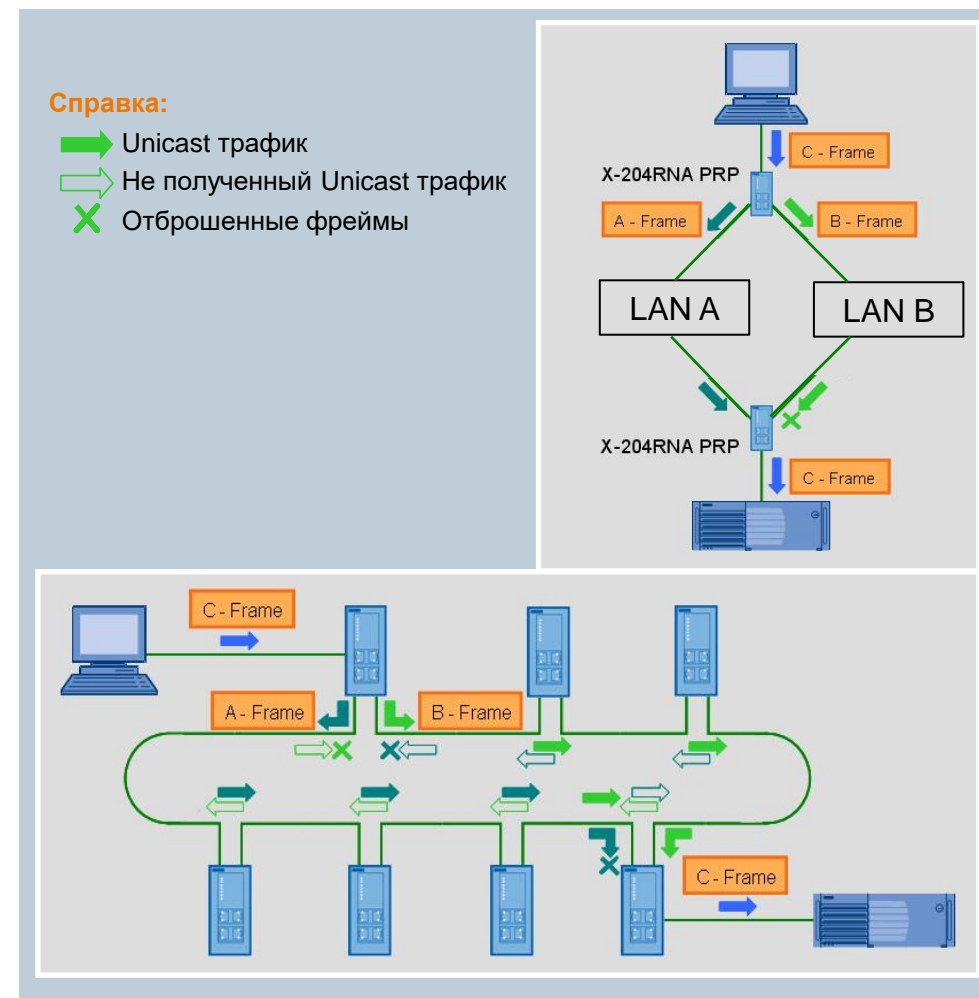 Справка:
Unicast трафик
Не полученный Unicast трафик
Отброшенные фреймы
C - Frame
X-204RNA PRP
A - Frame
B - Frame
LAN A
LAN B
X-204RNA PRP
C - Frame
C - Frame
A - Frame
B - Frame
C - Frame